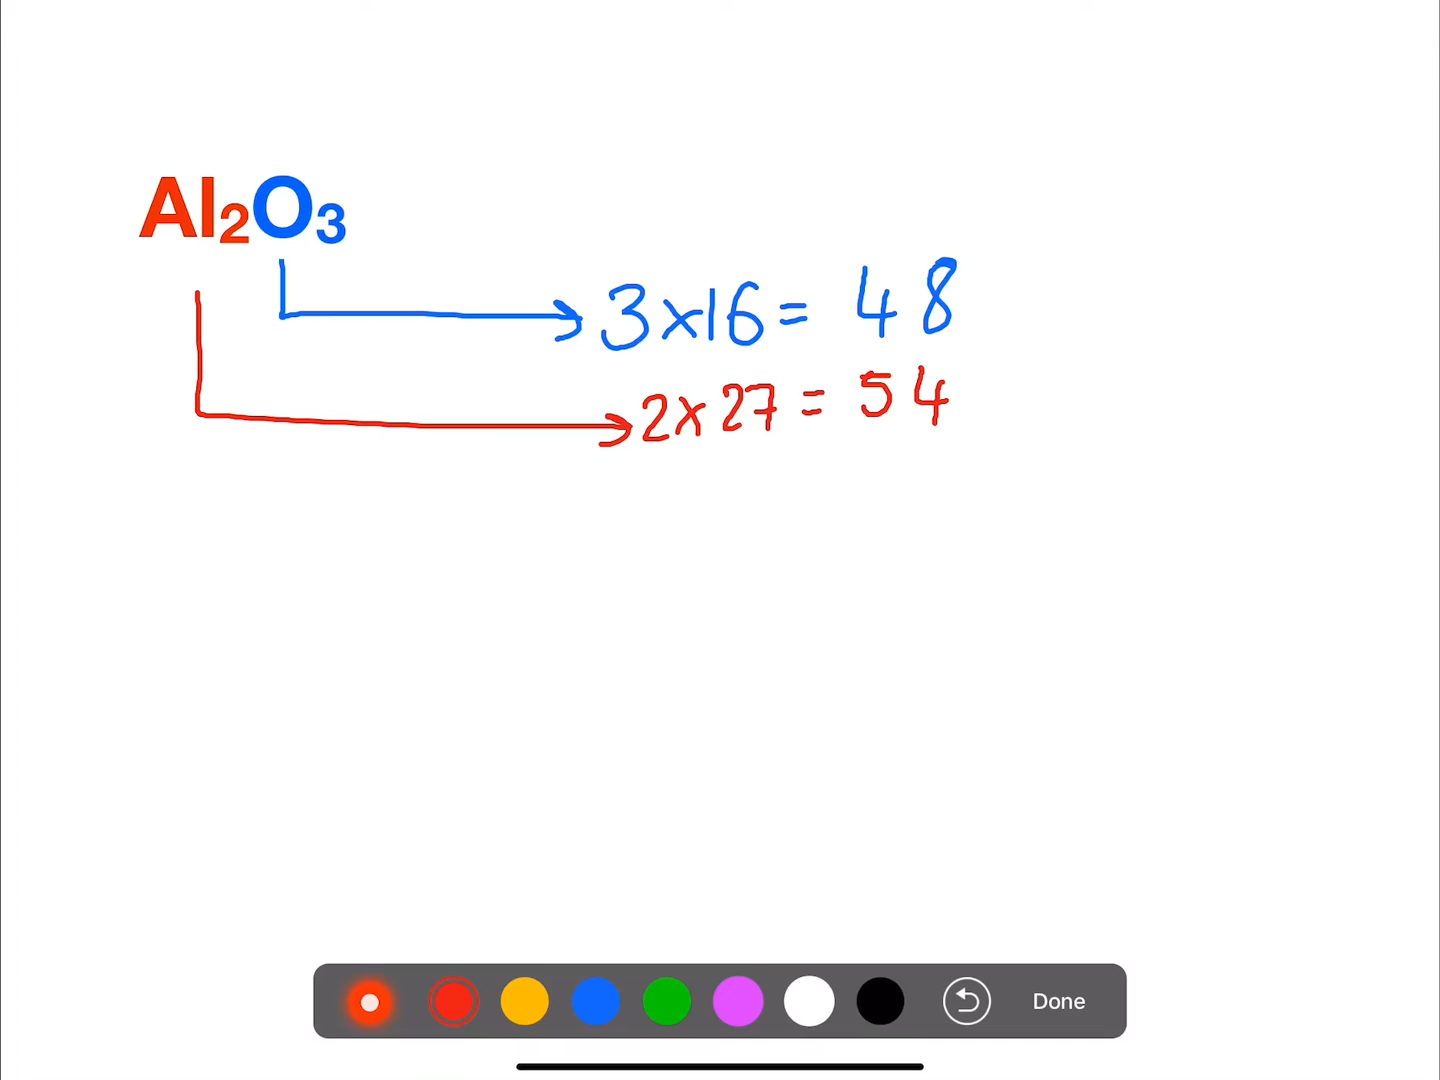 Al₂O₃
3x16= 48
2x27= 54
Done